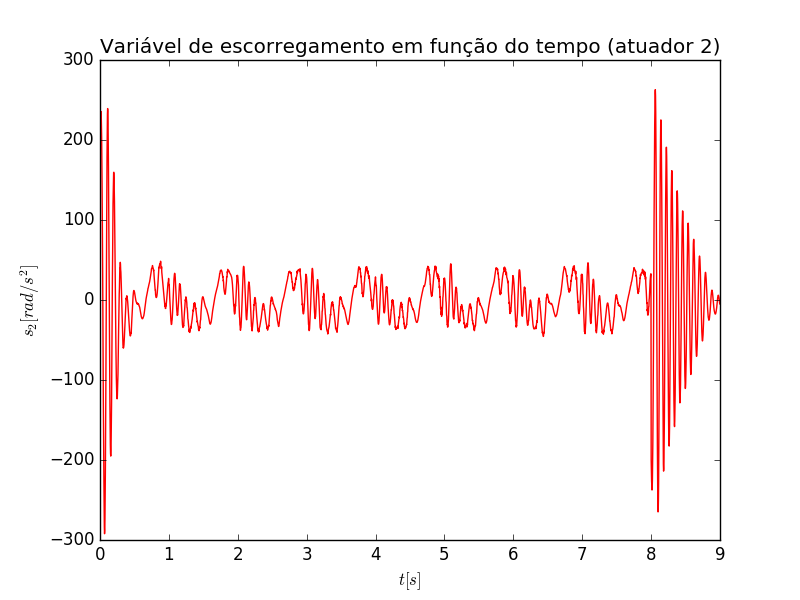 Variável de escorregamento em função do tempo (atuador 2)
300
200
100
0
−100
−200
−300
s₂[rad/s²]
0 1 2 3 4 5 6 7 8 9
t[s]